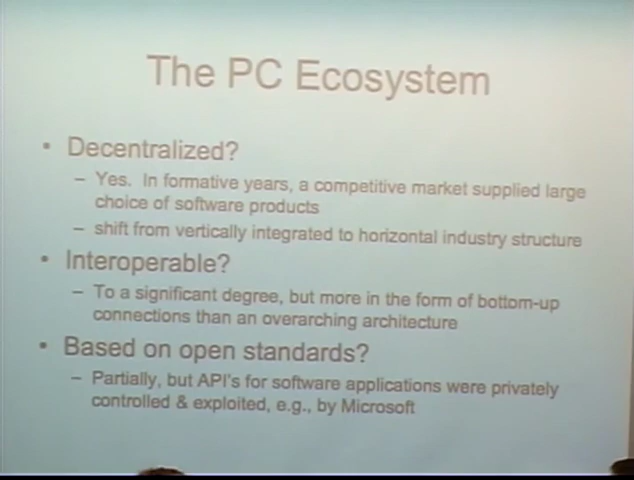 The PC Ecosystem
• Decentralized?
– Yes. In formative years, a competitive market supplied large
choice of software products
– shift from vertically integrated to horizontal industry structure
• Interoperable?
– To a significant degree, but more in the form of bottom-up
connections than an overarching architecture
• Based on open standards?
– Partially, but API's for software applications were privately
controlled & exploited, e.g., by Microsoft